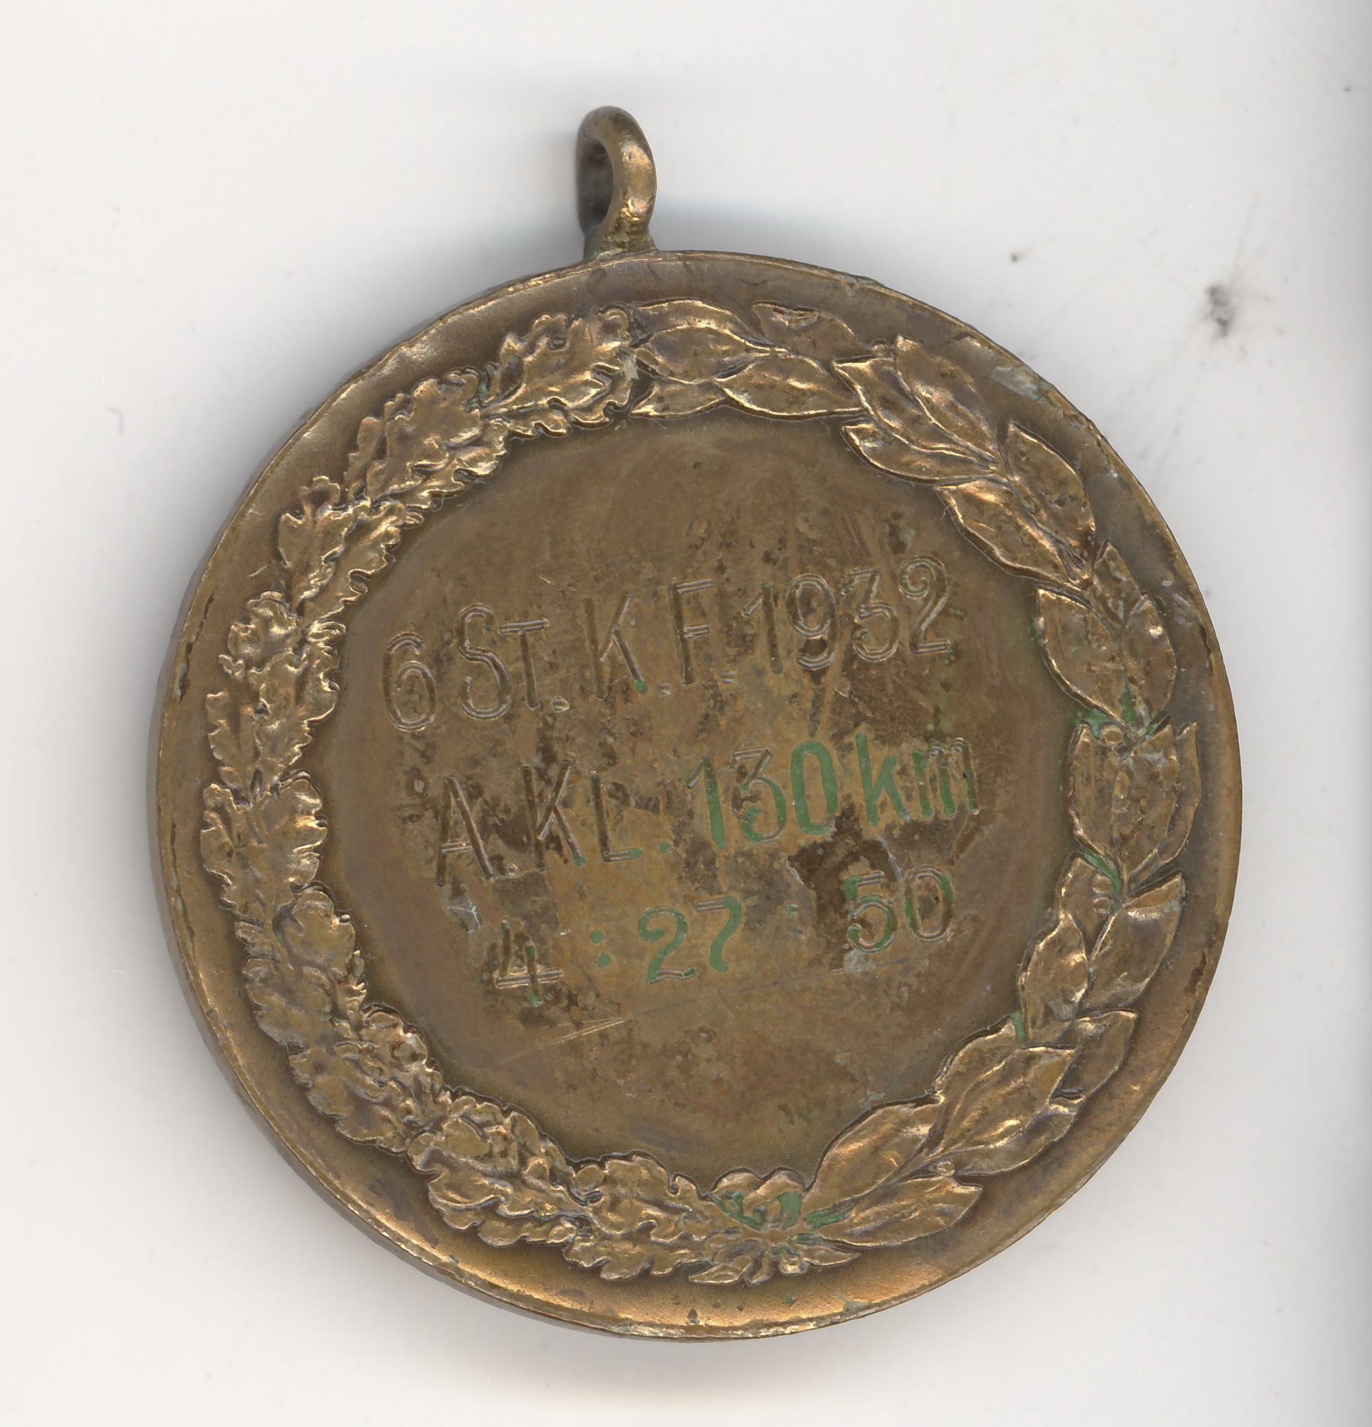 6 ST. K.F. 1932
A.KL. 130 km
4 : 27 : 50